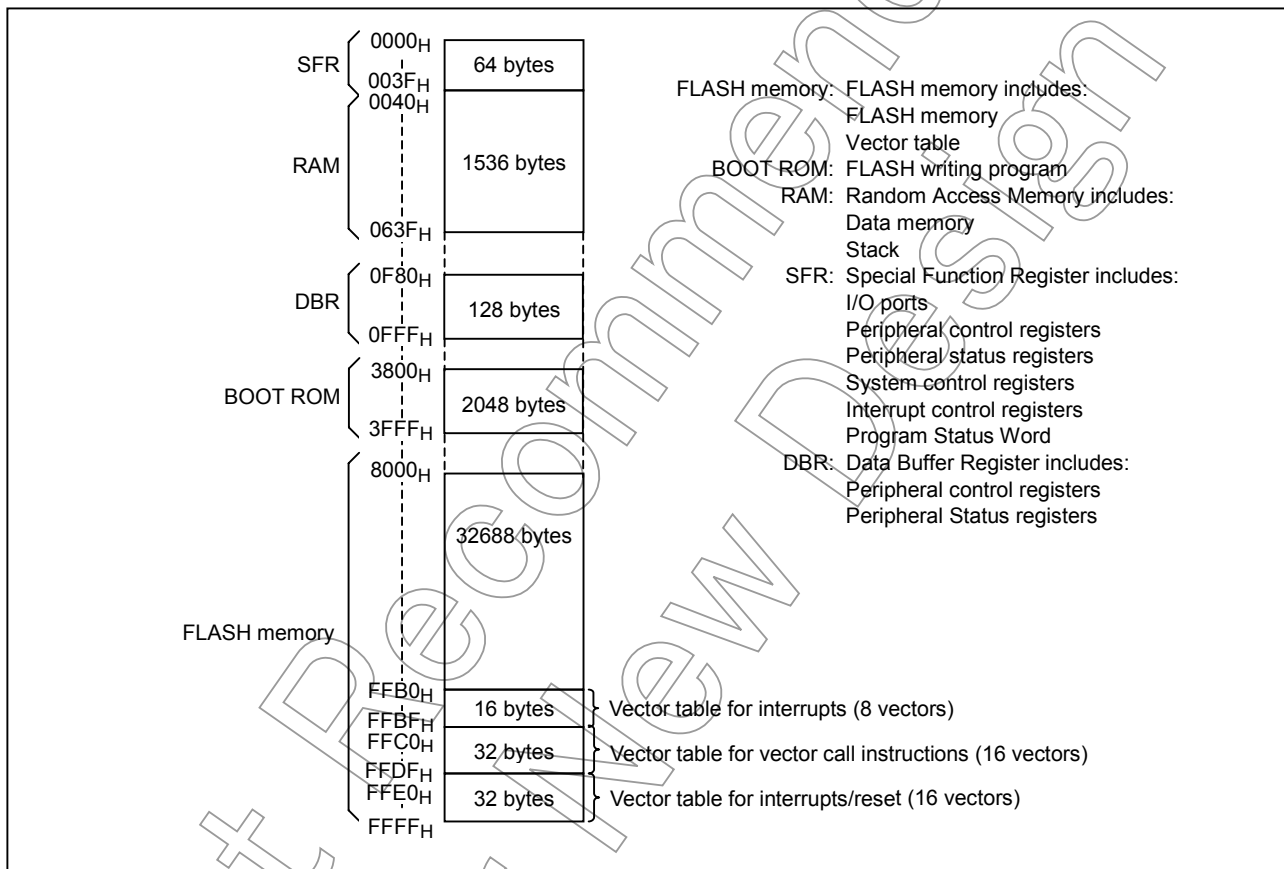 0000H
SFR
64 bytes
003FH
0040H
RAM
1536 bytes
063FH
0F80H
DBR
128 bytes
0FFFH
3800H
BOOT ROM
2048 bytes
3FFFH
8000H
32688 bytes
FLASH memory
FFB0H
16 bytes
Vector table for interrupts (8 vectors)
FFBFH
FFC0H
32 bytes
Vector table for vector call instructions (16 vectors)
FFDFH
FFE0H
32 bytes
Vector table for interrupts/reset (16 vectors)
FFFFH
FLASH memory: FLASH memory includes:
FLASH memory
Vector table
BOOT ROM: FLASH writing program
RAM: Random Access Memory includes:
Data memory
Stack
SFR: Special Function Register includes:
I/O ports
Peripheral control registers
Peripheral status registers
System control registers
Interrupt control registers
Program Status Word
DBR: Data Buffer Register includes:
Peripheral control registers
Peripheral Status registers
New Design